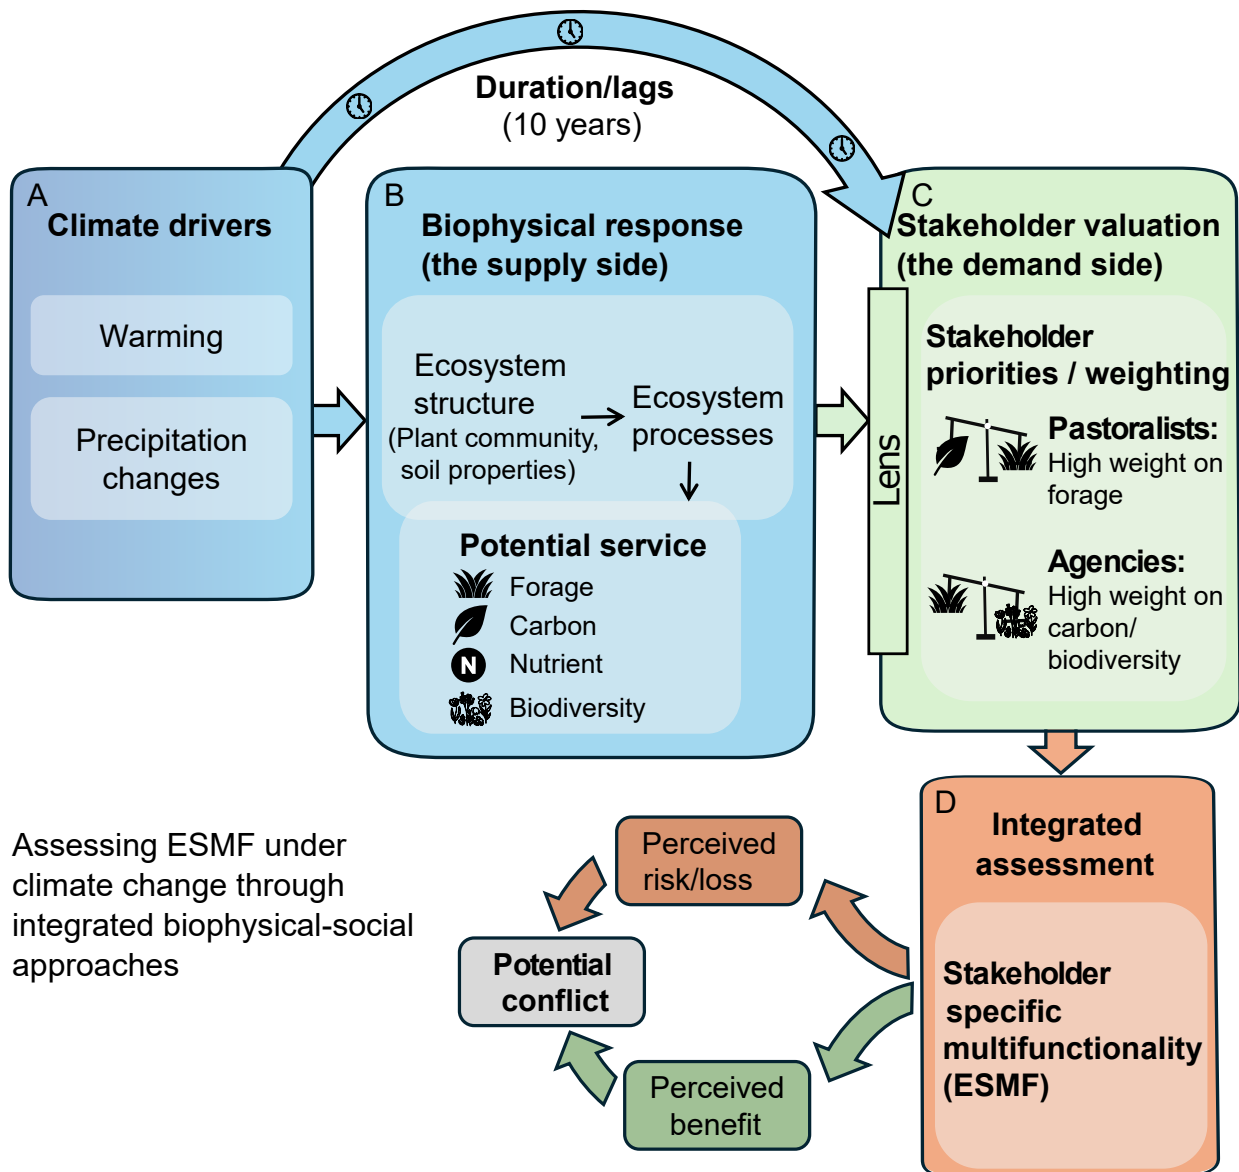 Duration/lags
(10 years)
A
Climate drivers
Warming
Precipitation
changes
B
Biophysical response
(the supply side)
Ecosystem
structure
(Plant community,
soil properties)
Ecosystem
processes
Potential service
Forage
Carbon
N
Nutrient
Biodiversity
Lens
C
Stakeholder valuation
(the demand side)
Stakeholder
priorities / weighting
Pastoralists:
High weight on
forage
Agencies:
High weight on
carbon/
biodiversity
D
Integrated
assessment
Stakeholder
specific
multifunctionality
(ESMF)
Perceived
risk/loss
Potential
conflict
Perceived
benefit
Assessing ESMF under
climate change through
integrated biophysical-social
approaches